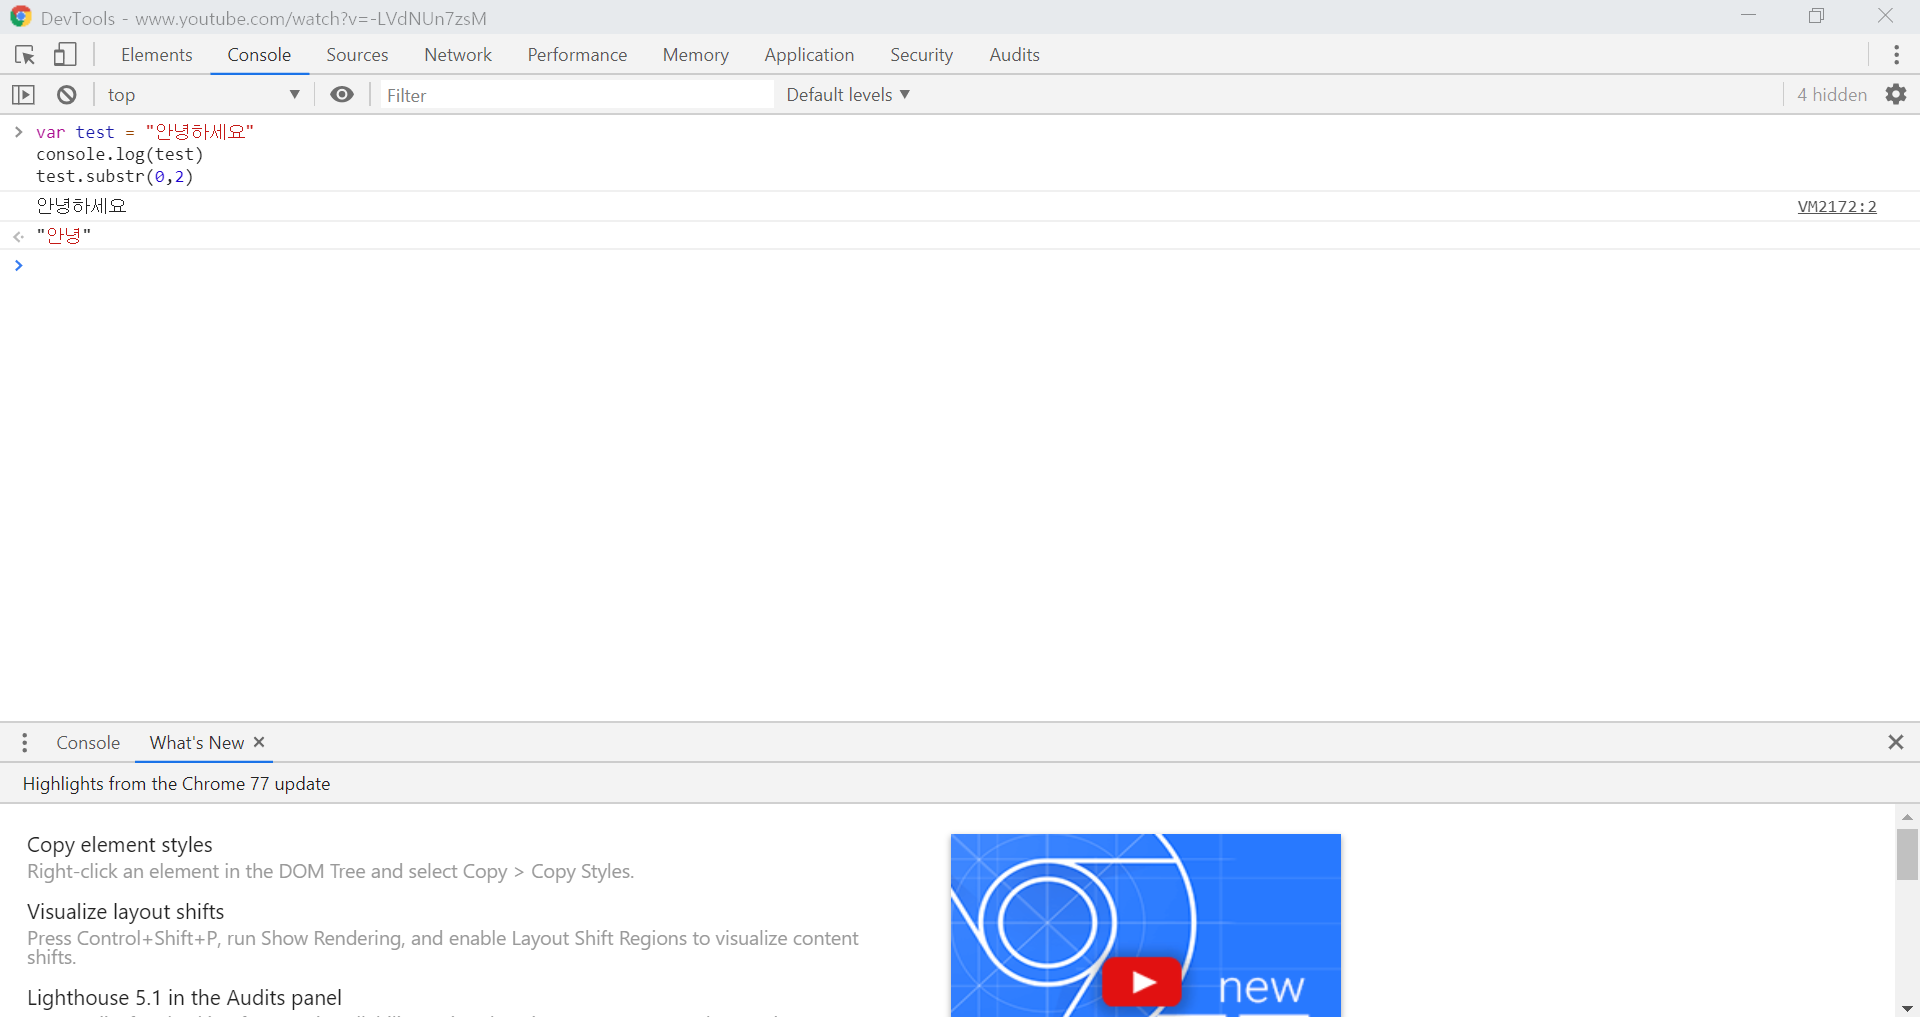 DevTools - www.youtube.com/watch?v=-LVdNUn7zsM
Elements Console Sources Network Performance Memory Application Security Audits
top Filter Default levels 4 hidden
var test = "안녕하세요"
console.log(test)
test.substr(0,2)
안녕하세요 VM2172:2
"안녕"
Console What's New
Highlights from the Chrome 77 update
Copy element styles
Right-click an element in the DOM Tree and select Copy > Copy Styles.
Visualize layout shifts
Press Control+Shift+P, run Show Rendering, and enable Layout Shift Regions to visualize content
shifts.
Lighthouse 5.1 in the Audits panel
new